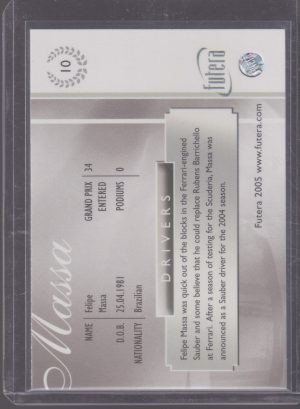 10
futera
Massa
NAME Felipe Massa
D.O.B. 25.04.1981
NATIONALITY Brazilian
GRAND PRIX ENTERED 34
PODIUMS 0
DRIVERS
Felipe Massa was quick out of the blocks in the Ferrari-engined
Sauber and some believe that he could replace Rubens Barrichello
at Ferrari. After a season of testing for the Scuderia, Massa was
announced as a Sauber driver for the 2004 season.
Futera 2005 www.futera.com